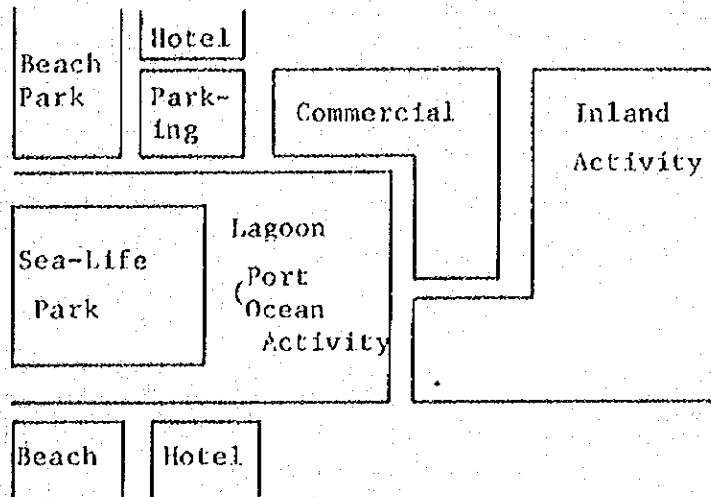 Hotel
Beach
Park
Park-
ing
Commercial
Inland
Activity
Sea-Life
Park
Lagoon
(Port
Ocean
Activity
Beach
Hotel